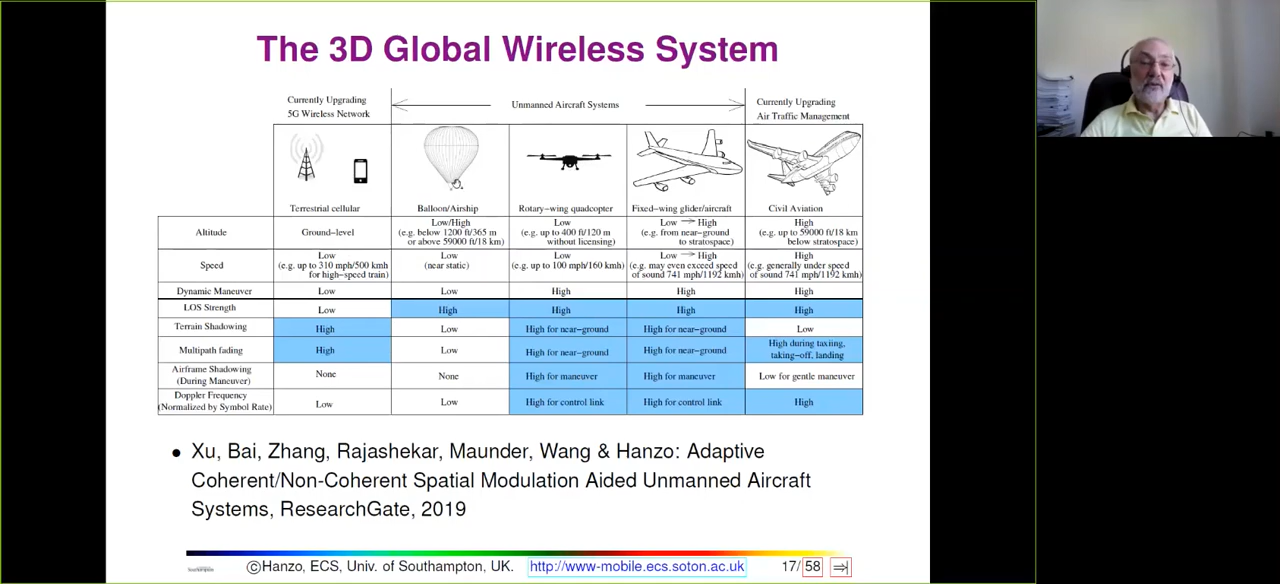 The 3D Global Wireless System
Currently Upgrading
5G Wireless Network
Unmanned Aircraft Systems
Currently Upgrading
Air Traffic Management
Terrestrial cellular
Balloon/Airship
Rotary−wing quadcopter
Fixed−wing glider/aircraft
Civil Aviation
Altitude
Ground−level
Low/High
(e.g. below 1200 ft/365 m
or above 59000 ft/18 km)
Low
(e.g. up to 400 ft/120 m
without licensing)
Low → High
(e.g. from near−ground
to stratospace)
High
(e.g. up to 59000 ft/18 km
below stratospace)
Speed
Low
(e.g. up to 310 mph/500 kmh
for high−speed train)
Low
(near static)
Low
(e.g. up to 100 mph/160 kmh)
Low → High
(e.g. may even exceed speed
of sound 741 mph/1192 kmh)
High
(e.g. generally under speed
of sound 741 mph/1192 kmh)
Dynamic Maneuver
Low
Low
High
High
High
LOS Strength
Low
High
High
High
High
Terrain Shadowing
High
Low
High for near−ground
High for near−ground
Low
Multipath fading
High
Low
High for near−ground
High for near−ground
High during taxiing,
taking−off, landing
Airframe Shadowing
(During Maneuver)
None
None
High for maneuver
High for maneuver
Low for gentle maneuver
Doppler Frequency
(Normalized by Symbol Rate)
Low
Low
High for control link
High for control link
High
• Xu, Bai, Zhang, Rajashekar, Maunder, Wang & Hanzo: Adaptive
Coherent/Non-Coherent Spatial Modulation Aided Unmanned Aircraft
Systems, ResearchGate, 2019
Southampton
©Hanzo, ECS, Univ. of Southampton, UK. http://www-mobile.ecs.soton.ac.uk 17/58